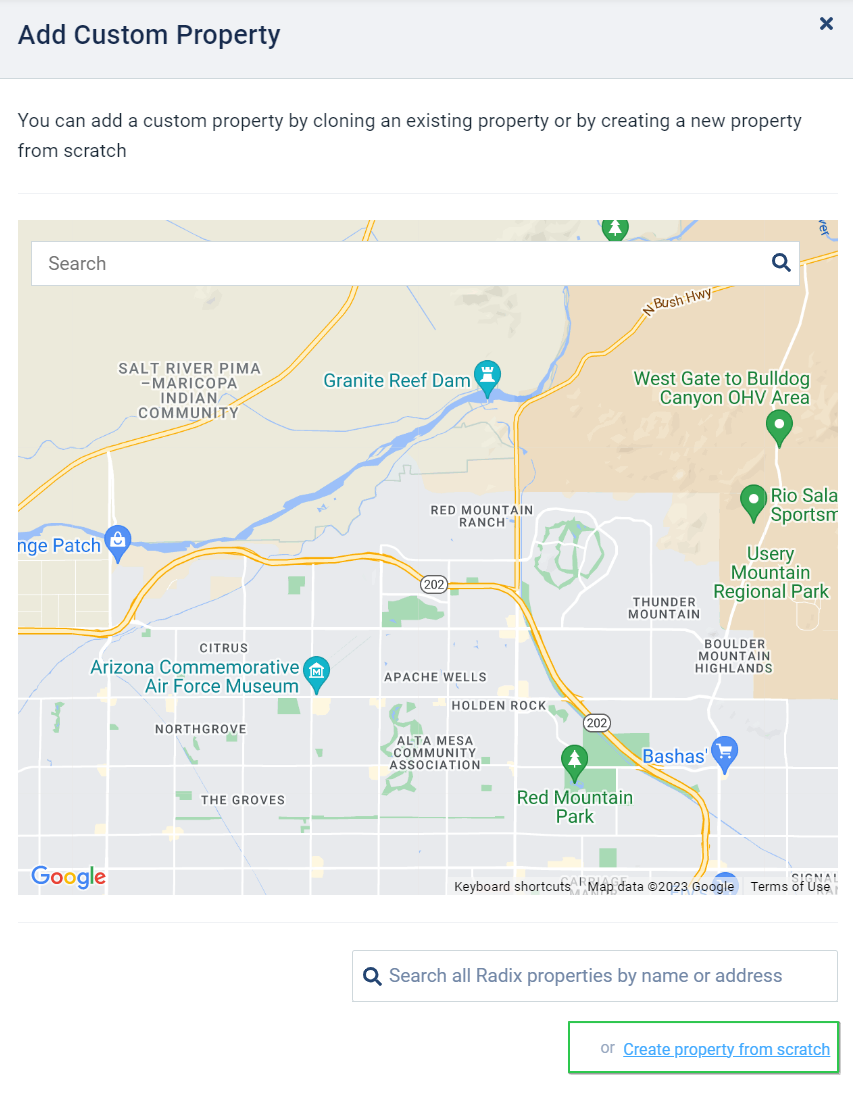 Add Custom Property
You can add a custom property by cloning an existing property or by creating a new property
from scratch
Search
N Bush Hwy
SALT RIVER PIMA
–MARICOPA
INDIAN
COMMUNITY
Granite Reef Dam
West Gate to Bulldog
Canyon OHV Area
Rio Sala
Sportsm
RED MOUNTAIN
RANCH
nge Patch
Usery
Mountain
Regional Park
202
THUNDER
MOUNTAIN
CITRUS
BOULDER
MOUNTAIN
HIGHLANDS
Arizona Commemorative
Air Force Museum
APACHE WELLS
HOLDEN ROCK
202
NORTHGROVE
ALTA MESA
COMMUNITY
ASSOCIATION
Bashas'
THE GROVES
Red Mountain
Park
Google
CARRIAGE
MANOR
SIGNAL
Keyboard shortcuts
Map data ©2023 Google
Terms of Use
Search all Radix properties by name or address
or Create property from scratch